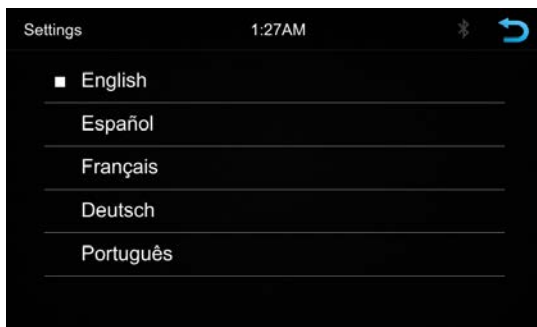 Settings 1:27AM
English
Español
Français
Deutsch
Português